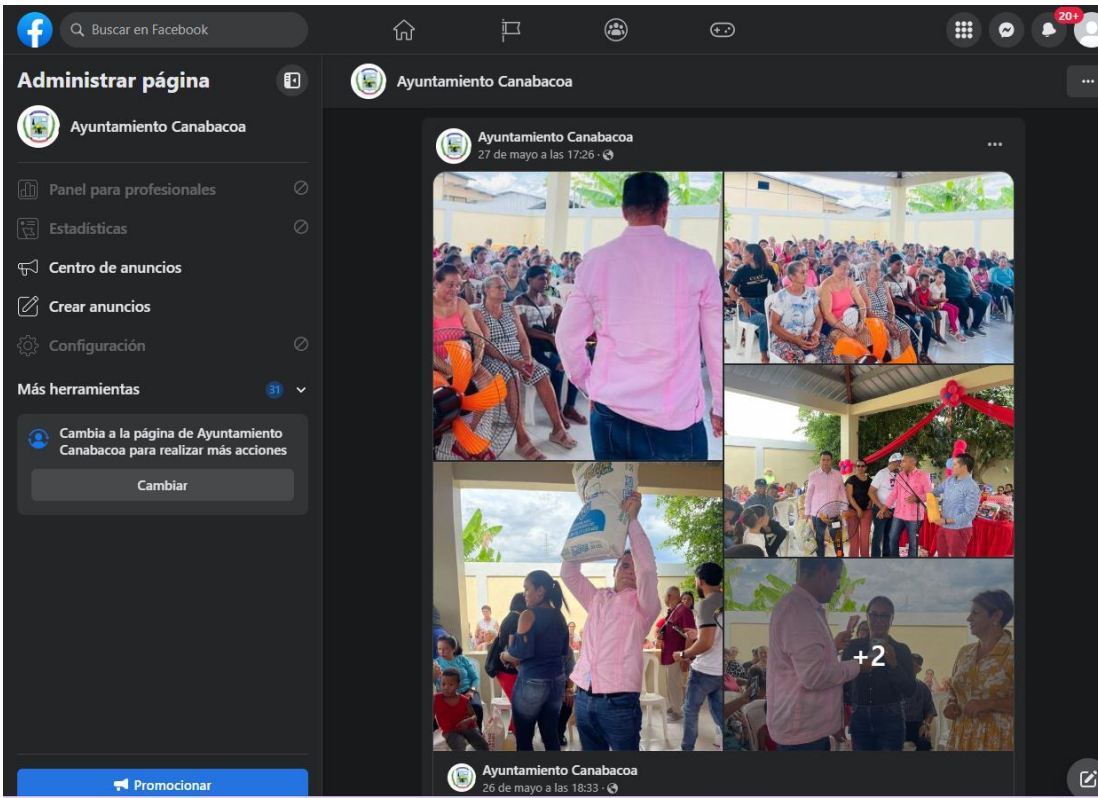 Buscar en Facebook
20+
Administrar página
Ayuntamiento Canabacoa
Panel para profesionales
Estadísticas
Centro de anuncios
Crear anuncios
Configuración
Más herramientas
31
Cambia a la página de Ayuntamiento
Canabacoa para realizar más acciones
Cambiar
Promocionar
Ayuntamiento Canabacoa
Ayuntamiento Canabacoa
27 de mayo a las 17:26 ·
+2
Ayuntamiento Canabacoa
26 de mayo a las 18:33 ·